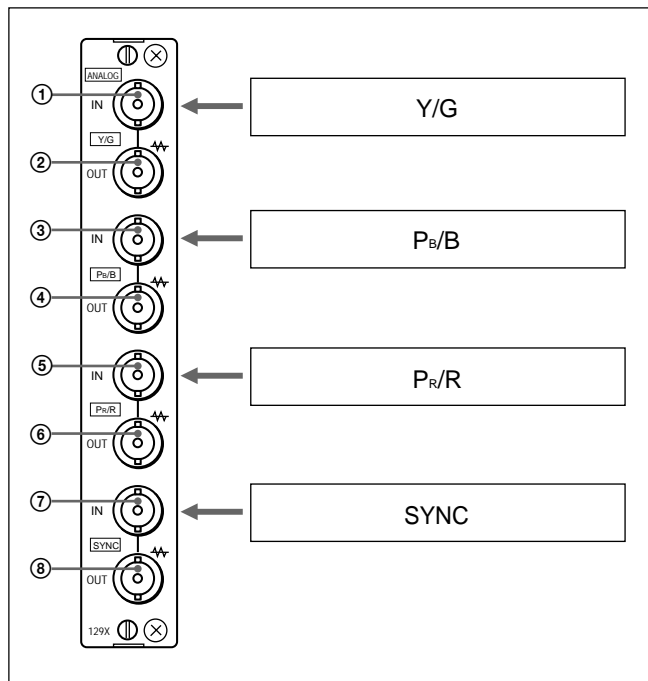 ANALOG
① IN Y/G
Y/G
② OUT
③ IN PB/B
PB/B
④ OUT
⑤ IN PR/R
PR/R
⑥ OUT
⑦ IN SYNC
SYNC
⑧ OUT
129X